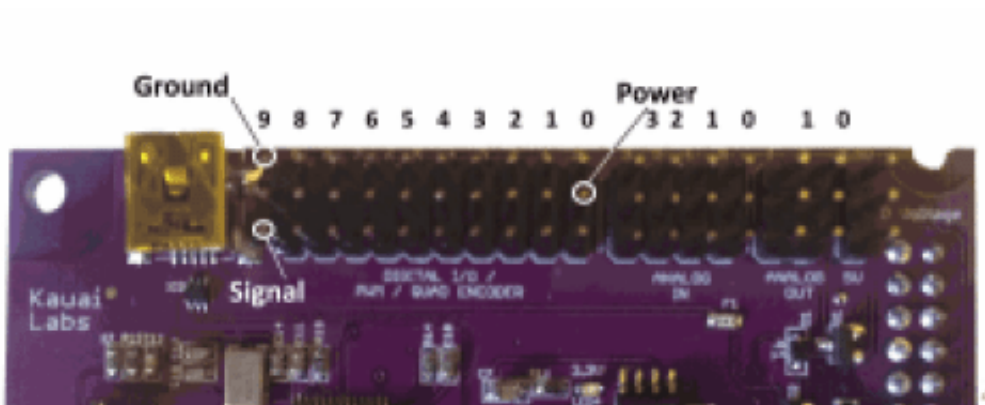 Ground
Power
9 8 7 6 5 4 3 2 1 0 3 2 1 0 1 0
Signal
DIGITAL I/O /
PWM / QUAD ENCODER
ANALOG
IN
ANALOG
OUT
5V
Kauai
Labs